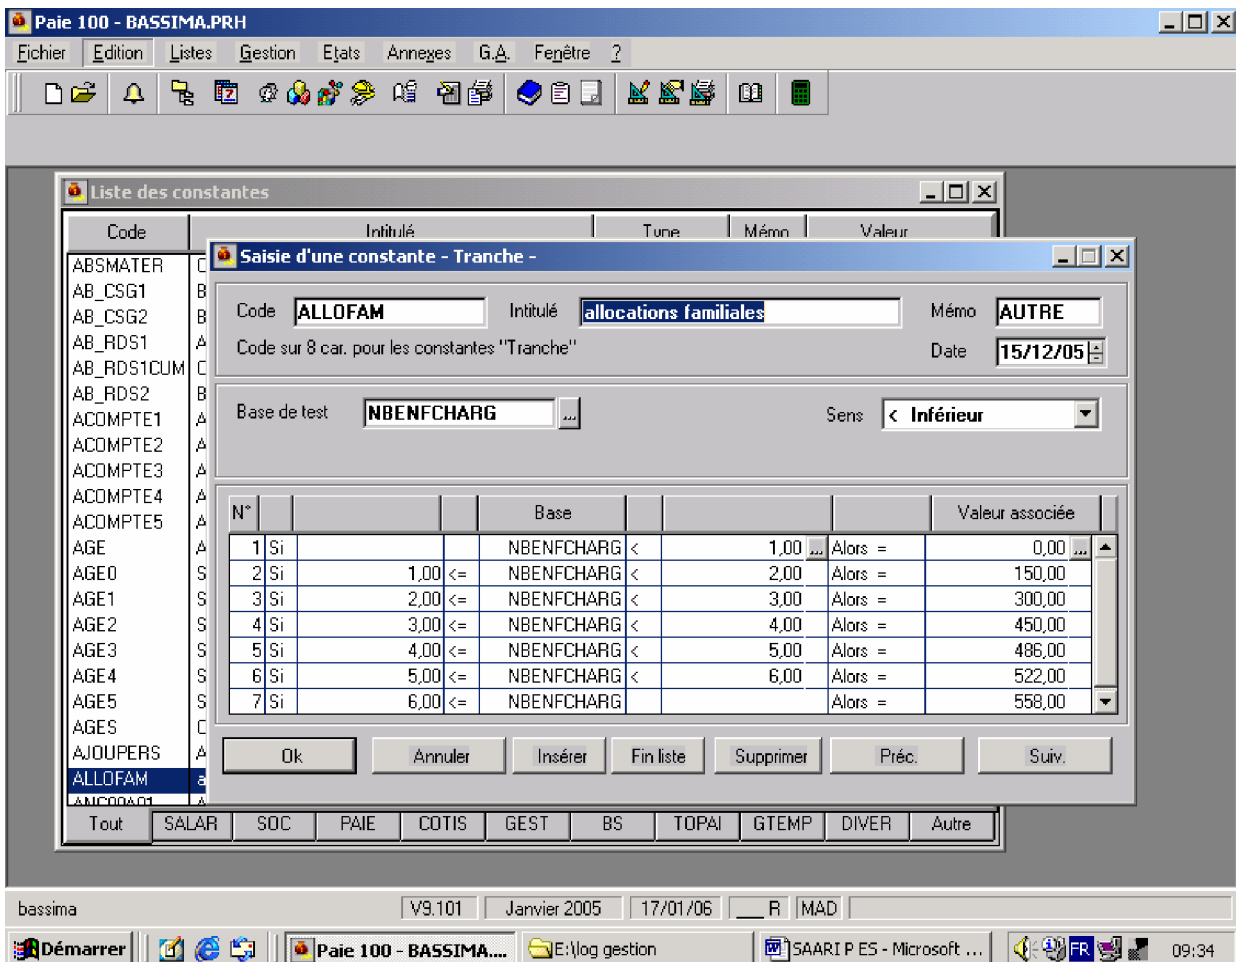 Paie 100 - BASSIMA.PRH
Fichier Edition Listes Gestion Etats Annexes G.A. Fenêtre ?
Liste des constantes
Code Intitulé Type Mémo Valeur
Saisie d'une constante - Tranche -
ABSMATER
AB_CSG1
AB_CSG2
AB_RDS1
AB_RDS1CUM
AB_RDS2
ACOMPTE1
ACOMPTE2
ACOMPTE3
ACOMPTE4
ACOMPTE5
AGE
AGE0
AGE1
AGE2
AGE3
AGE4
AGE5
AGES
AJOUPERS
ALLOFAM
Code ALLOFAM Intitulé allocations familiales Mémo AUTRE
Code sur 8 car. pour les constantes "Tranche" Date 15/12/05
Base de test NBENFCHARG ... Sens < Inférieur
N° Base Valeur associée
1 Si NBENFCHARG < 1,00 ... Alors = 0,00 ...
2 Si 1,00 <= NBENFCHARG < 2,00 Alors = 150,00
3 Si 2,00 <= NBENFCHARG < 3,00 Alors = 300,00
4 Si 3,00 <= NBENFCHARG < 4,00 Alors = 450,00
5 Si 4,00 <= NBENFCHARG < 5,00 Alors = 486,00
6 Si 5,00 <= NBENFCHARG < 6,00 Alors = 522,00
7 Si 6,00 <= NBENFCHARG Alors = 558,00
Ok Annuler Insérer Fin liste Supprimer Préc. Suiv.
Tout SALAR SOC PAIE COTIS GEST BS TOPAI GTEMP DIVER Autre
bassima V9.101 Janvier 2005 17/01/06 ___ R MAD
Démarrer Paie 100 - BASSIMA.... E:\log gestion SAARI P ES - Microsoft ... FR 09:34